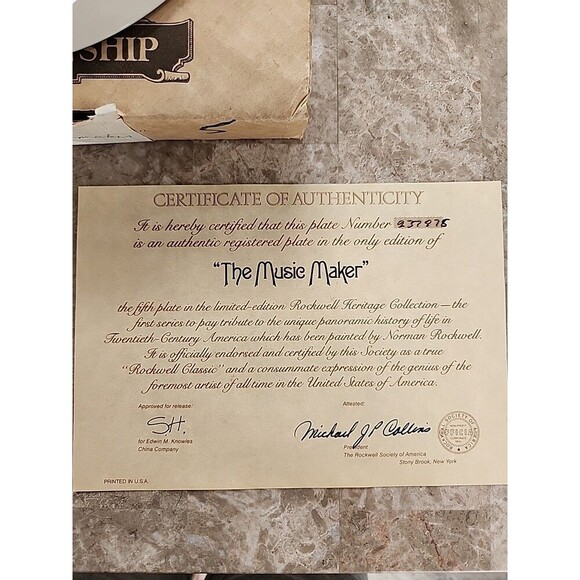 SHIP
CERTIFICATE OF AUTHENTICITY
It is hereby certified that this plate Number
is an authentic registered plate in the only edition of
"The Music Maker"
the fifth plate in the limited-edition Rockwell Heritage Collection—the
first series to pay tribute to the unique panoramic history of life in
Twentieth-Century America which has been painted by Norman Rockwell.
It is officially endorsed and certified by this Society as a true
"Rockwell Classic" and a consummate expression of the genius of the
foremost artist of all time in the United States of America.
Approved for release:
Attested:
SH.
Michael J P Collins
for Edwin M. Knowles
China Company
President
The Rockwell Society of America
Stony Brook, New York
PRINTED IN U.S.A.